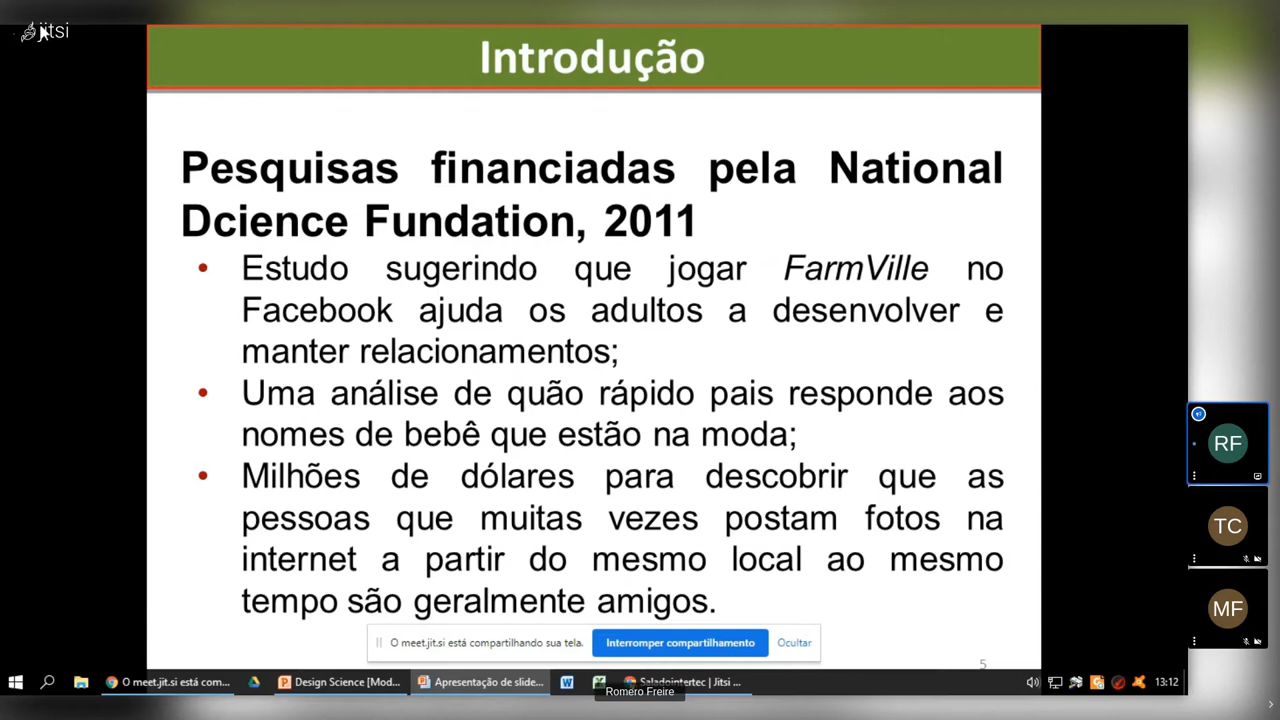 jitsi
Introdução
Pesquisas financiadas pela National
Dcience Fundation, 2011
• Estudo sugerindo que jogar FarmVille no
Facebook ajuda os adultos a desenvolver e
manter relacionamentos;
• Uma análise de quão rápido pais responde aos
nomes de bebê que estão na moda;
• Milhões de dólares para descobrir que as
pessoas que muitas vezes postam fotos na
internet a partir do mesmo local ao mesmo
tempo são geralmente amigos.
RF
TC
MF
O meet.jit.si está compartilhando sua tela. Interromper compartilhamento Ocultar
5
O meet.jit.si está com... Design Science [Mod... Apresentação de slide... Saladointertec | Jitsi ... 13:12
Romero Freire